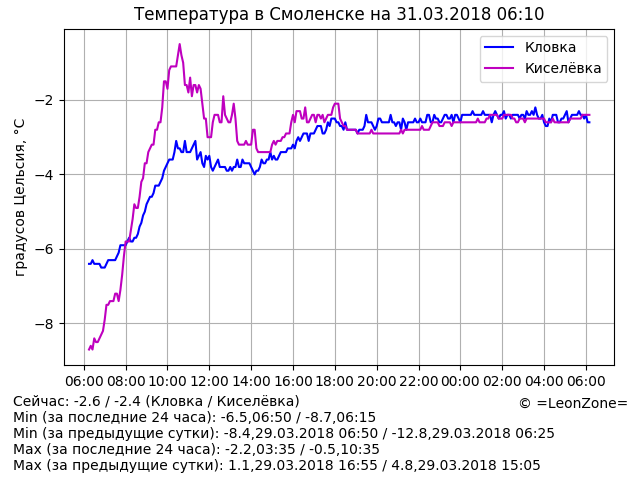 Температура в Смоленске на 31.03.2018 06:10
Кловка
Киселёвка
градусов Цельсия, °C
−2
−4
−6
−8
06:00 08:00 10:00 12:00 14:00 16:00 18:00 20:00 22:00 00:00 02:00 04:00 06:00
Сейчас: -2.6 / -2.4 (Кловка / Киселёвка)
© =LeonZone=
Min (за последние 24 часа): -6.5,06:50 / -8.7,06:15
Min (за предыдущие сутки): -8.4,29.03.2018 06:50 / -12.8,29.03.2018 06:25
Max (за последние 24 часа): -2.2,03:35 / -0.5,10:35
Max (за предыдущие сутки): 1.1,29.03.2018 16:55 / 4.8,29.03.2018 15:05